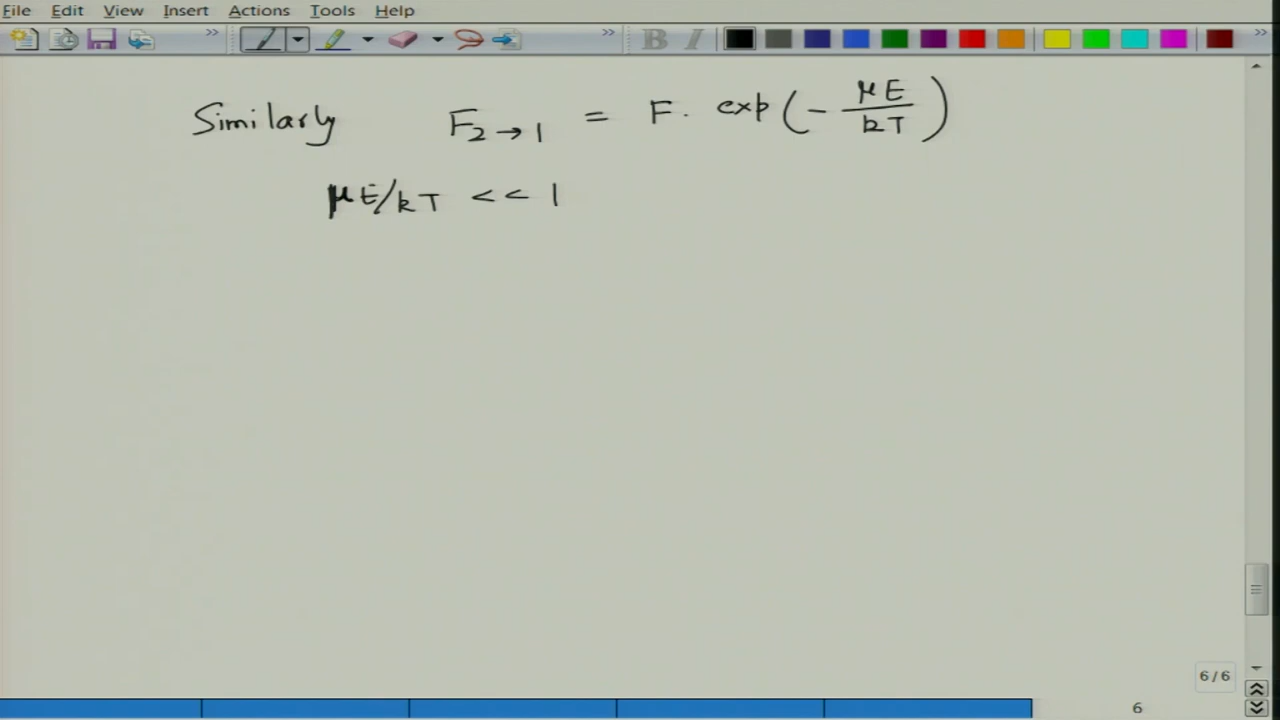 File Edit View Insert Actions Tools Help
B I
Similarly F₂→₁ = F. exp(- μE/kT)
μE/kT << 1
6/6
6